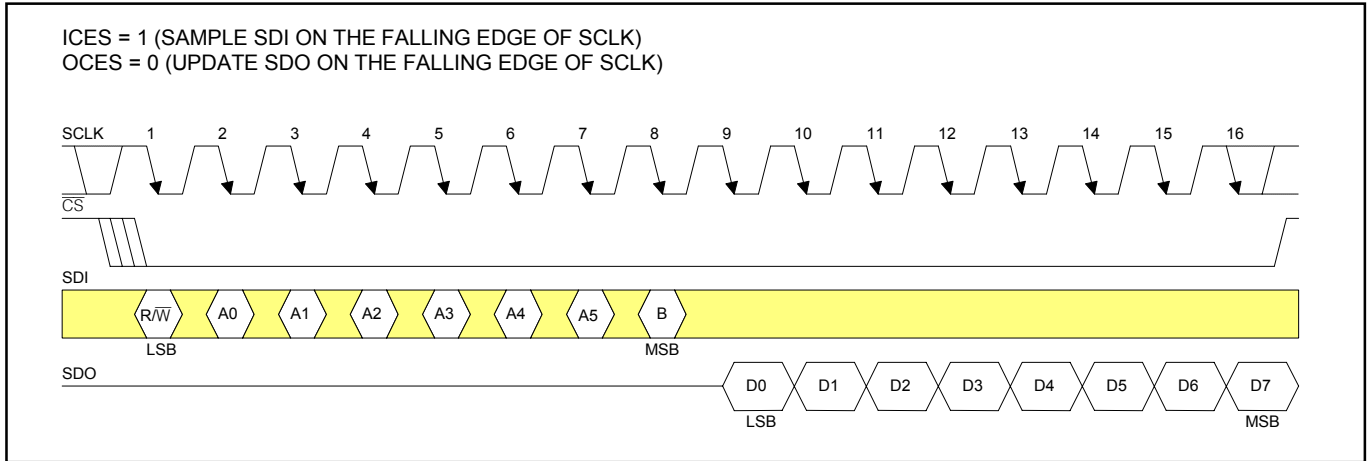 ICES = 1 (SAMPLE SDI ON THE FALLING EDGE OF SCLK)
OCES = 0 (UPDATE SDO ON THE FALLING EDGE OF SCLK)
SCLK 1 2 3 4 5 6 7 8 9 10 11 12 13 14 15 16
C̅S̅
SDI
R/W̅ A0 A1 A2 A3 A4 A5 B
LSB MSB
SDO
D0 D1 D2 D3 D4 D5 D6 D7
LSB MSB